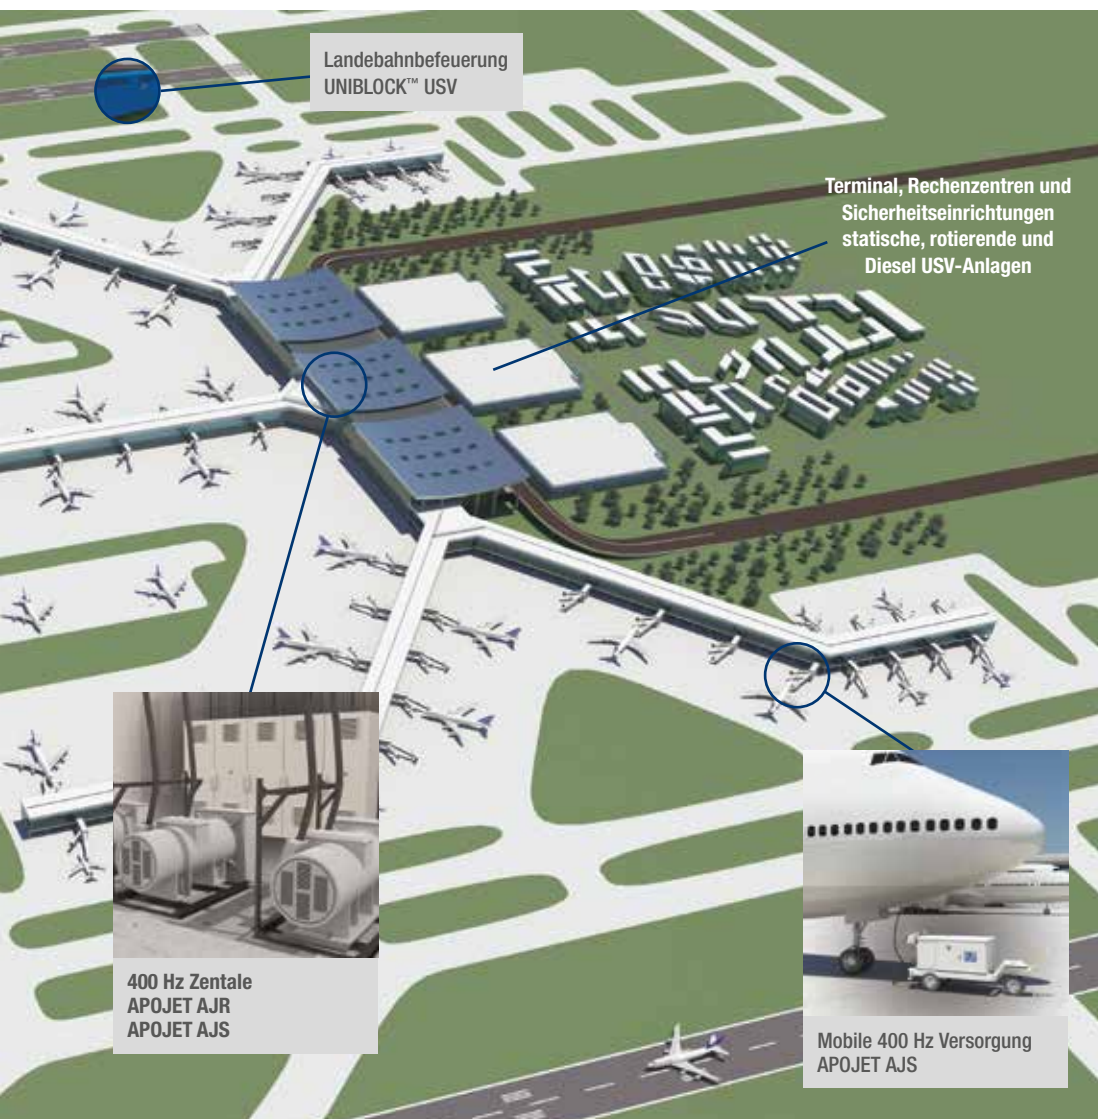 Landebahnbefeuerung
UNIBLOCK™ USV
Terminal, Rechenzentren und
Sicherheitseinrichtungen
statische, rotierende und
Diesel USV-Anlagen
400 Hz Zentale
APOJET AJR
APOJET AJS
Mobile 400 Hz Versorgung
APOJET AJS